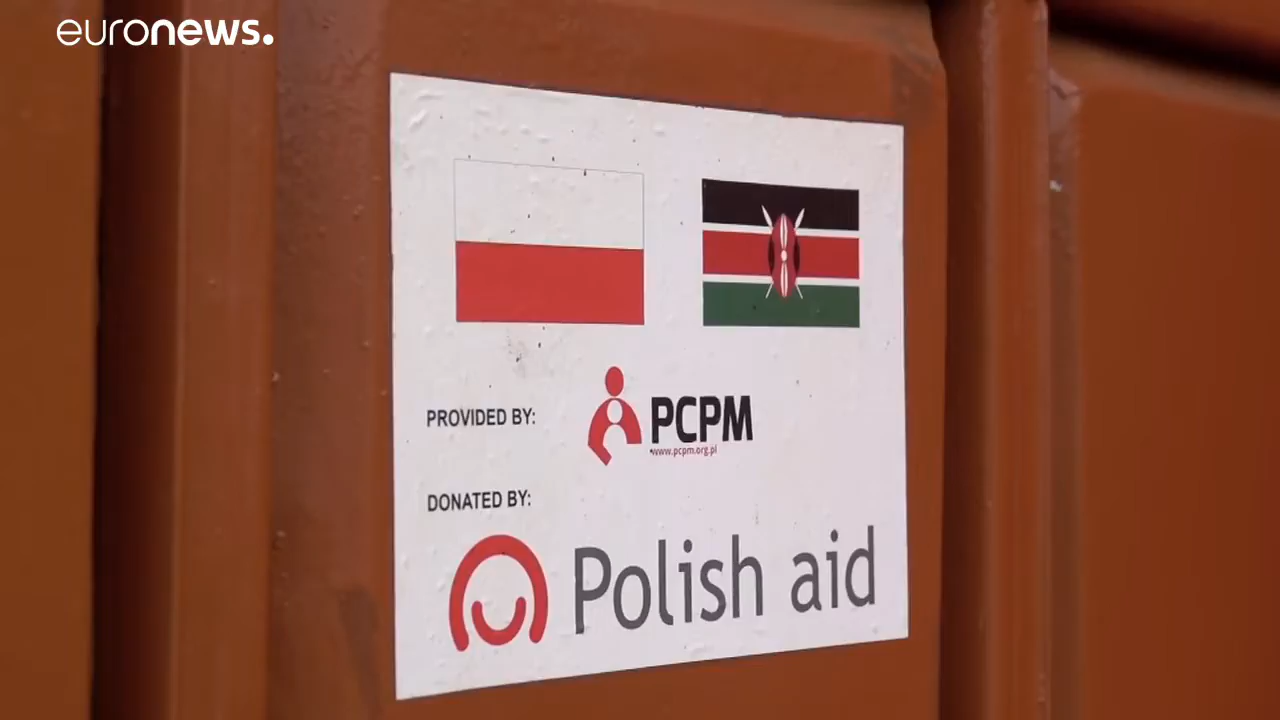 euronews.
PROVIDED BY:
PCPM
www.pcpm.org.pl
DONATED BY:
Polish aid